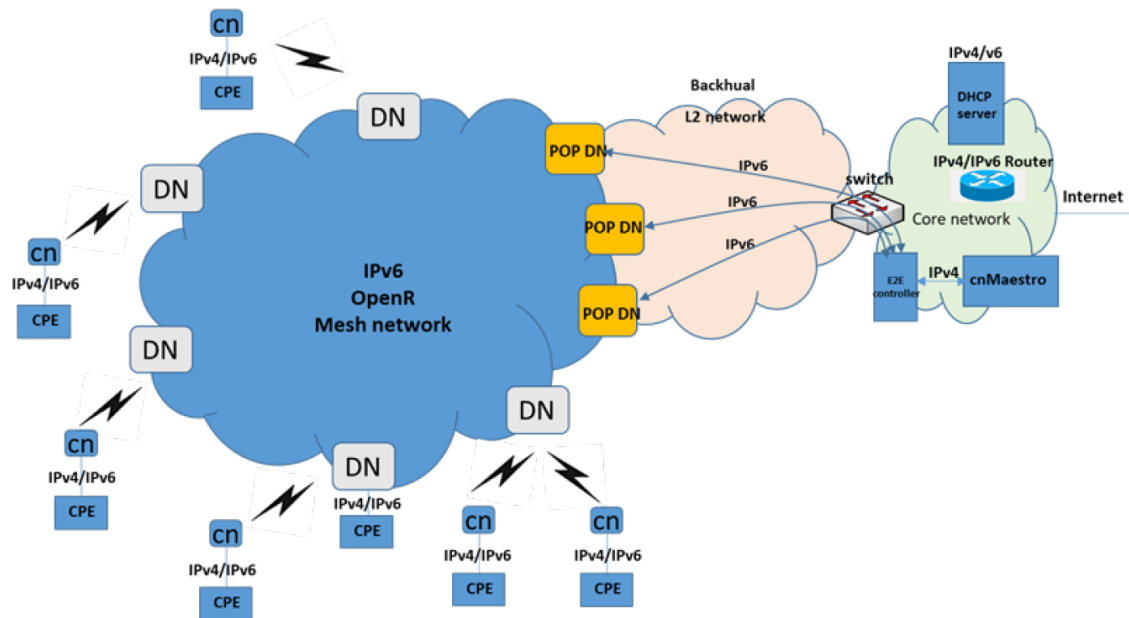 cn
IPv4/IPv6
CPE
DN
DN
cn
IPv4/IPv6
CPE
DN
cn
IPv4/IPv6
CPE
IPv6
OpenR
Mesh network
DN
DN
IPv4/IPv6
CPE
cn
IPv4/IPv6
CPE
cn
IPv4/IPv6
CPE
cn
IPv4/IPv6
CPE
POP DN
POP DN
POP DN
Backhual
L2 network
IPv6
IPv6
IPv6
switch
IPv4/v6
DHCP
server
IPv4/IPv6 Router
Core network
Internet
E2E
controller
IPv4
cnMaestro